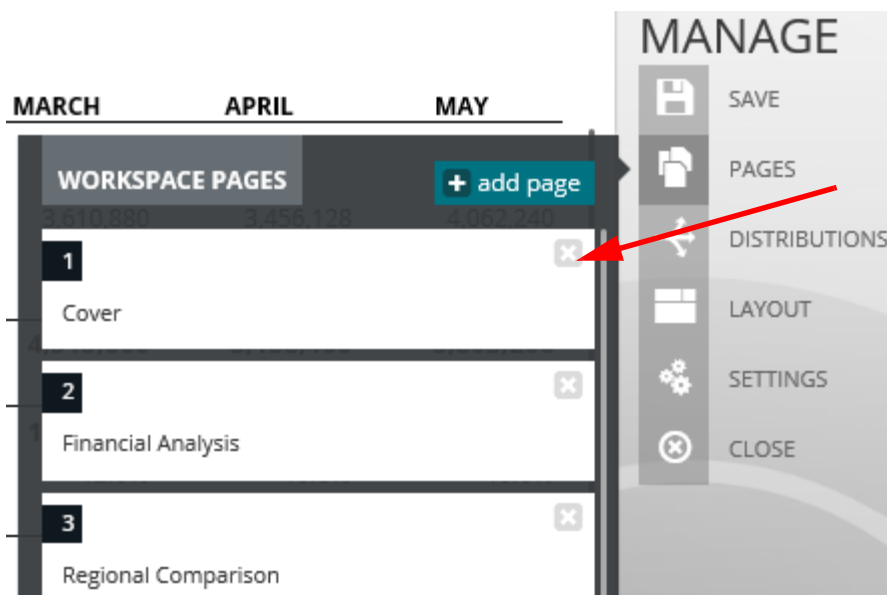 MANAGE
MARCH APRIL MAY
SAVE
WORKSPACE PAGES
+ add page
PAGES
3,610,880 3,456,128 4,062,240
1
Cover
DISTRIBUTIONS
LAYOUT
2
Financial Analysis
SETTINGS
CLOSE
3
Regional Comparison